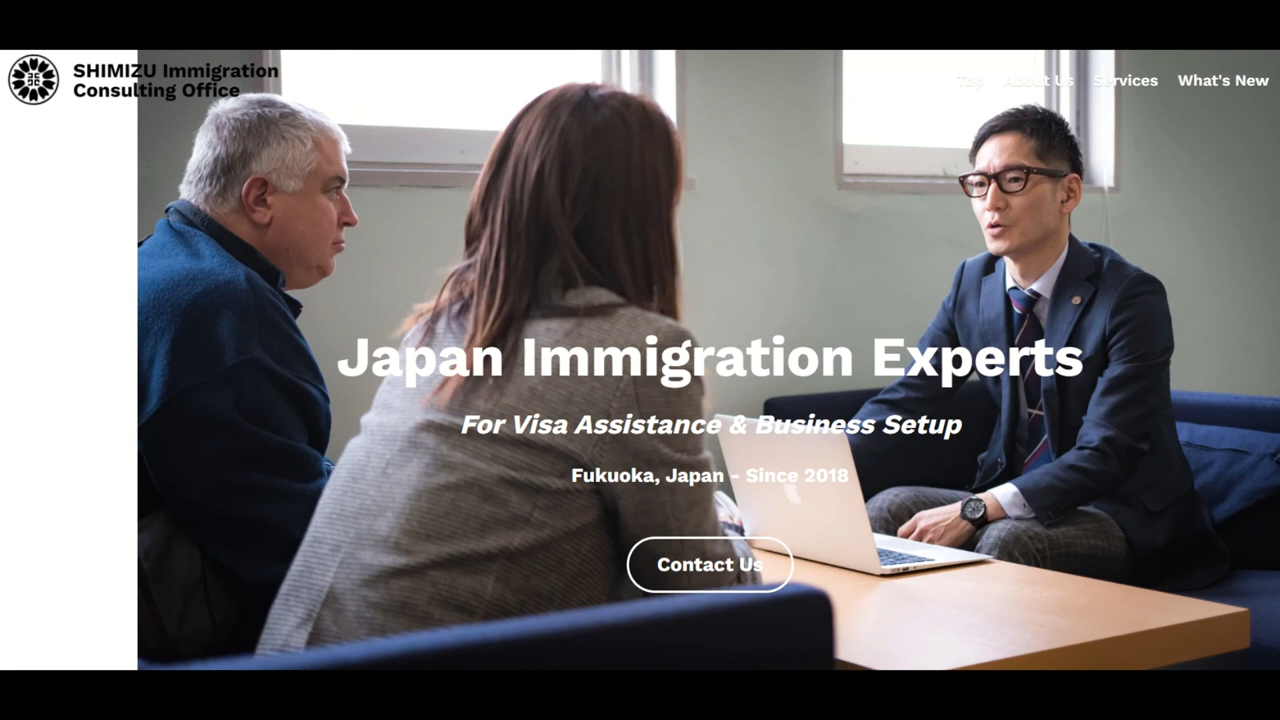 SHIMIZU Immigration
Consulting Office
Top About Us Services What's New
Japan Immigration Experts
For Visa Assistance & Business Setup
Fukuoka, Japan - Since 2018
Contact Us